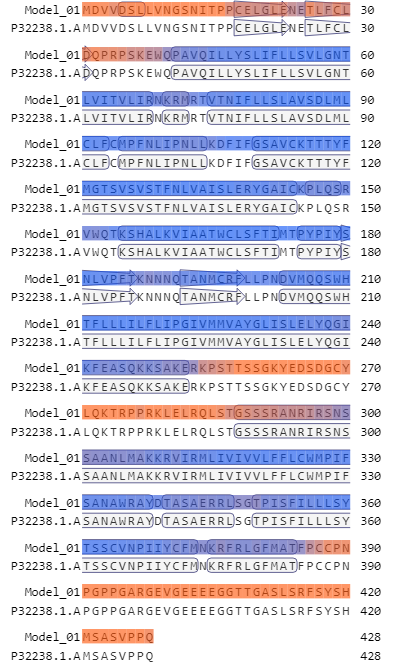 Model_01 MDVVDSLLVNGSNITPPCELGLENETLFCL 30
P32238.1.A MDVVDSLLVNGSNITPPCELGLENETLFCL 30
Model_01 DQPRPSKEWQPAVQILLYSLIFLLSVLGNT 60
P32238.1.A DQPRPSKEWQPAVQILLYSLIFLLSVLGNT 60
Model_01 LVITVLIRNKRMRTVTNIFLLSLAVSDLML 90
P32238.1.A LVITVLIRNKRMRTVTNIFLLSLAVSDLML 90
Model_01 CLFCMPFNLIPNLLKDFIFGSAVCKTTTYF 120
P32238.1.A CLFCMPFNLIPNLLKDFIFGSAVCKTTTYF 120
Model_01 MGTSVSVSTFNLVAISLERYGAICKPLQSR 150
P32238.1.A MGTSVSVSTFNLVAISLERYGAICKPLQSR 150
Model_01 VWQTKSHALKVIAATWCLSFTIMTPYPIYS 180
P32238.1.A VWQTKSHALKVIAATWCLSFTIMTPYPIYS 180
Model_01 NLVPFTKNNNQTANMCRFLLPNDVMQQSWH 210
P32238.1.A NLVPFTKNNNQTANMCRFLLPNDVMQQSWH 210
Model_01 TFLLLILFLIPGIVMMVAYGLISLELYQGI 240
P32238.1.A TFLLLILFLIPGIVMMVAYGLISLELYQGI 240
Model_01 KFEASQKKSAKERKPSTTSSGKYEDSDGCY 270
P32238.1.A KFEASQKKSAKERKPSTTSSGKYEDSDGCY 270
Model_01 LQKTRPPRKLELRQLSTGSSSRANRIRSNS 300
P32238.1.A LQKTRPPRKLELRQLSTGSSSRANRIRSNS 300
Model_01 SAANLMAKKRVIRMLIVIVVLFFLCWMPIF 330
P32238.1.A SAANLMAKKRVIRMLIVIVVLFFLCWMPIF 330
Model_01 SANAWRAYDTASAERRLSGTPISFILLLSY 360
P32238.1.A SANAWRAYDTASAERRLSGTPISFILLLSY 360
Model_01 TSSCVNPIIYCFMNKRFRLGFMATFPCCPN 390
P32238.1.A TSSCVNPIIYCFMNKRFRLGFMATFPCCPN 390
Model_01 PGPPGARGEVGEEEEGGTTGASLSRFSYSH 420
P32238.1.A PGPPGARGEVGEEEEGGTTGASLSRFSYSH 420
Model_01 MSASVPPQ 428
P32238.1.A MSASVPPQ 428